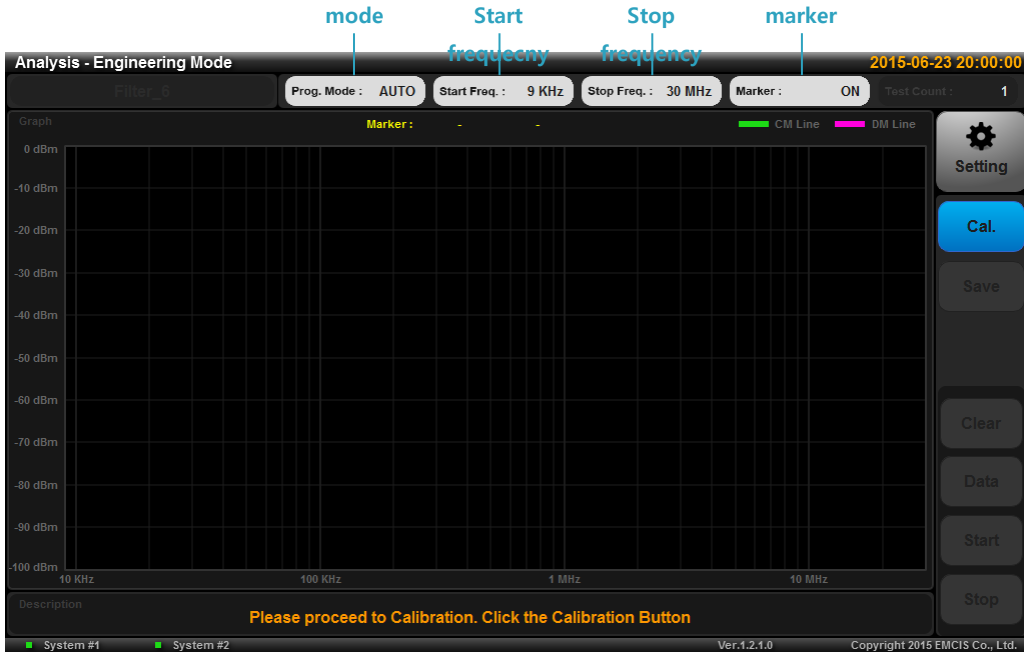 mode
Start
frequecny
Stop
frequency
marker
Analysis - Engineering Mode
2015-06-23 20:00:00
Filter_5
Prog. Mode : AUTO
Start Freq. : 9 KHz
Stop Freq. : 30 MHz
Marker : ON
Test Count : 1
Graph
Marker : - -
CM Line
DM Line
0 dBm
-10 dBm
-20 dBm
-30 dBm
-40 dBm
-50 dBm
-60 dBm
-70 dBm
-80 dBm
-90 dBm
-100 dBm
10 KHz
100 KHz
1 MHz
10 MHz
Setting
Cal.
Save
Clear
Data
Start
Stop
Description
Please proceed to Calibration. Click the Calibration Button
System #1
System #2
Ver.1.2.1.0
Copyright 2015 EMCIS Co., Ltd.